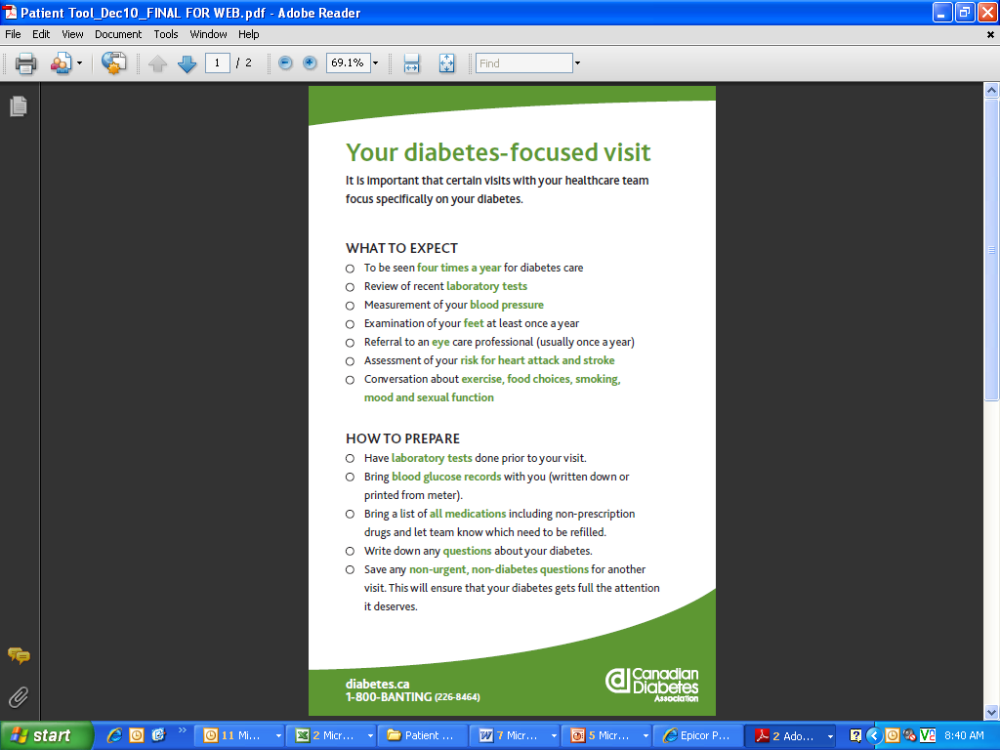 Patient Tool_Dec10_FINAL FOR WEB.pdf - Adobe Reader
File Edit View Document Tools Window Help
1 / 2 69.1% Find
Your diabetes-focused visit
It is important that certain visits with your healthcare team
focus specifically on your diabetes.
WHAT TO EXPECT
To be seen four times a year for diabetes care
Review of recent laboratory tests
Measurement of your blood pressure
Examination of your feet at least once a year
Referral to an eye care professional (usually once a year)
Assessment of your risk for heart attack and stroke
Conversation about exercise, food choices, smoking,
mood and sexual function
HOW TO PREPARE
Have laboratory tests done prior to your visit.
Bring blood glucose records with you (written down or
printed from meter).
Bring a list of all medications including non-prescription
drugs and let team know which need to be refilled.
Write down any questions about your diabetes.
Save any non-urgent, non-diabetes questions for another
visit. This will ensure that your diabetes gets full the attention
it deserves.
diabetes.ca
1-800-BANTING (226-8464)
Canadian
Diabetes
Association
start 11 Mi... 2 Micr... Patient ... 7 Micr... 5 Micr... Epicor P... 2 Ado... 8:40 AM